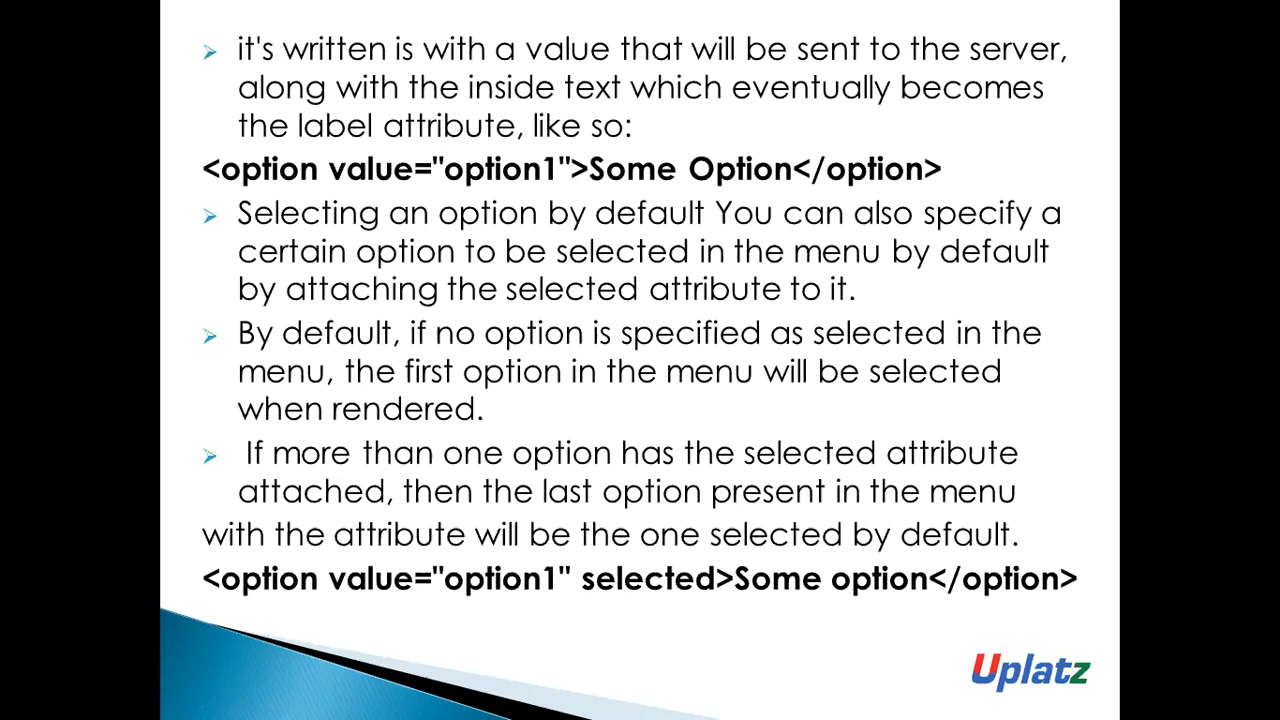 it's written is with a value that will be sent to the server,
along with the inside text which eventually becomes
the label attribute, like so:
<option value="option1">Some Option</option>
Selecting an option by default You can also specify a
certain option to be selected in the menu by default
by attaching the selected attribute to it.
By default, if no option is specified as selected in the
menu, the first option in the menu will be selected
when rendered.
If more than one option has the selected attribute
attached, then the last option present in the menu
with the attribute will be the one selected by default.
<option value="option1" selected>Some option</option>
Uplatz